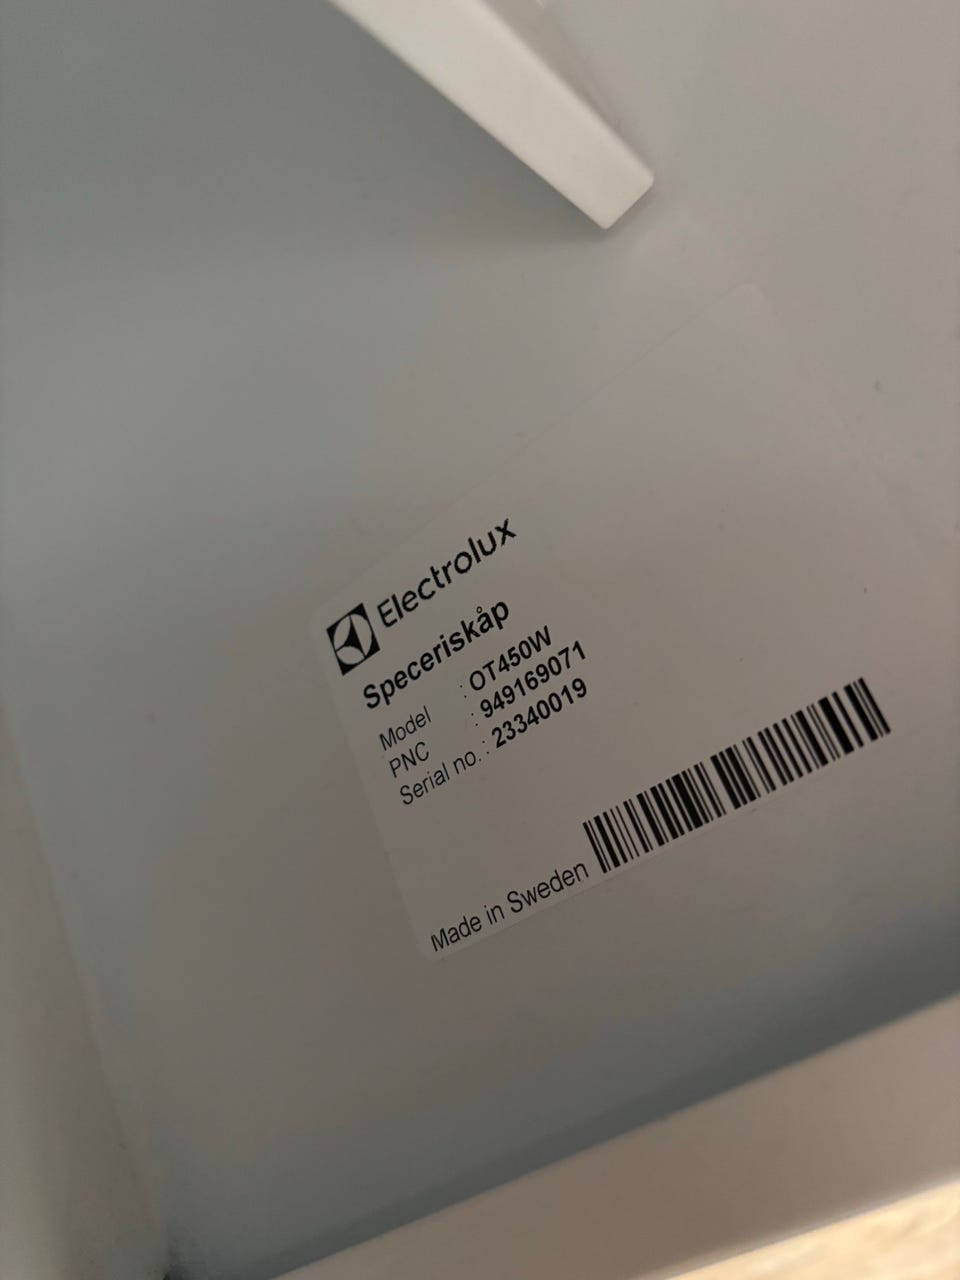 Electrolux
Speceriskåp
Model : OT450W
PNC : 949169071
Serial no. : 23340019
Made in Sweden